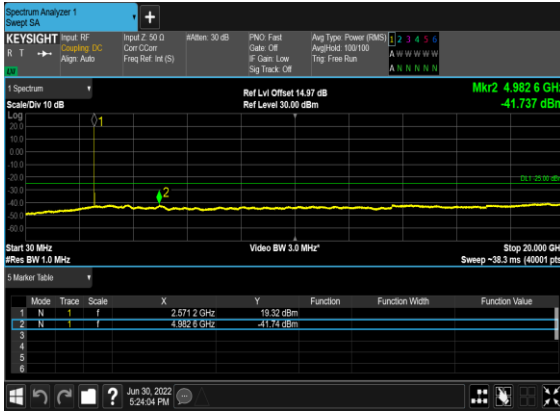 Spectrum Analyzer 1
Swept SA
+
KEYSIGHT Input: RF Input Z: 50 Ω #Atten: 30 dB PNO: Fast Avg Type: Power (RMS) 1 2 3 4 5 6
R T Coupling: DC Corr CCorr Gate: Off Avg|Hold: 100/100 A W W W W W
Align: Auto Freq Ref: Int (S) IF Gain: Low Trig: Free Run
Sig Track: Off A N N N N N
1 Spectrum Ref Lvl Offset 14.97 dB Mkr2 4.982 6 GHz
Scale/Div 10 dB Ref Level 30.00 dBm -41.737 dBm
Log
20.0
10.0
0.00
-10.0
-20.0
-30.0
-40.0
-50.0
-60.0
1
2
Start 30 MHz Video BW 3.0 MHz* Stop 20.000 GH
#Res BW 1.0 MHz Sweep ~38.3 ms (40001 pts
5 Marker Table
Mode Trace Scale X Y Function Function Width Function Value
1 N 1 f 2.571 2 GHz 19.32 dBm
2 N 1 f 4.982 6 GHz -41.74 dBm
3
4
5
6
? Jun 30, 2022
5:24:04 PM